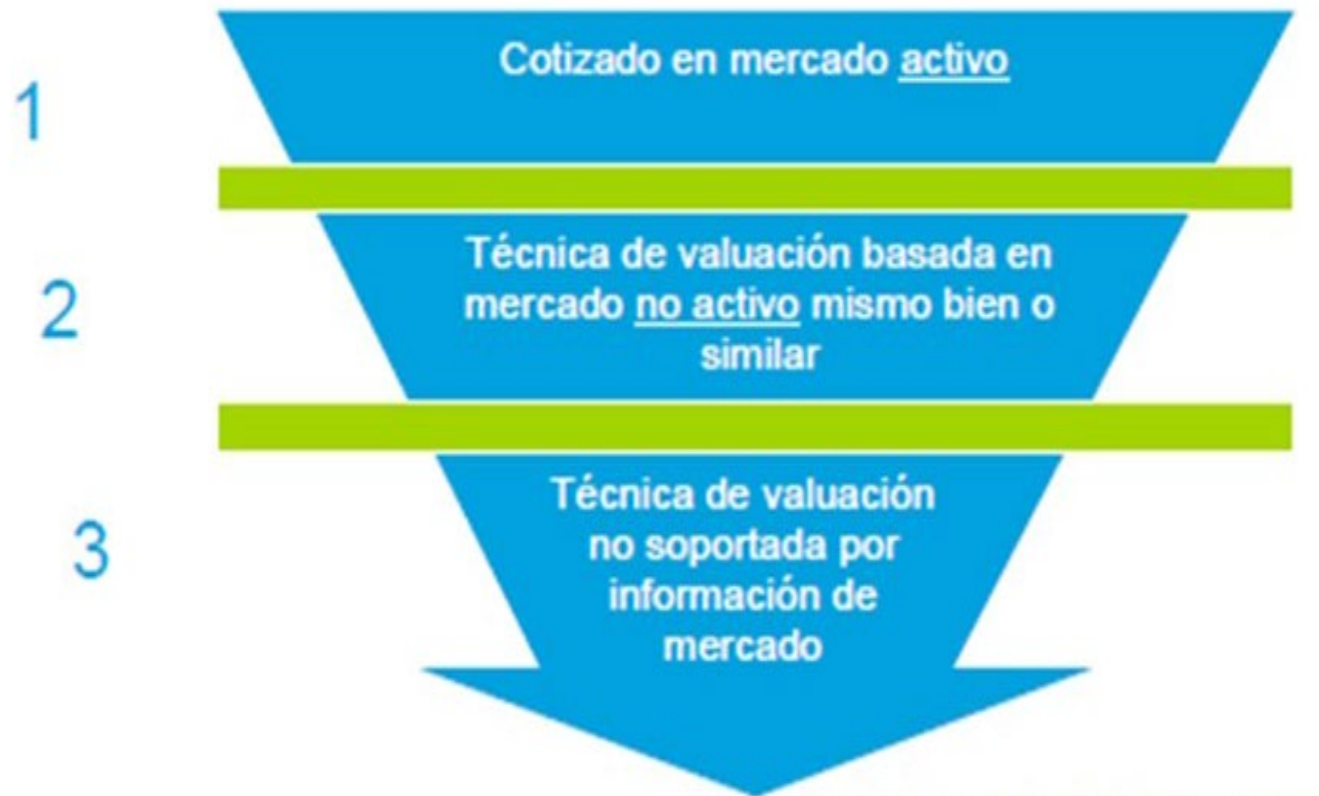 1
Cotizado en mercado activo
2
Técnica de valuación basada en
mercado no activo mismo bien o
similar
3
Técnica de valuación
no soportada por
información de
mercado